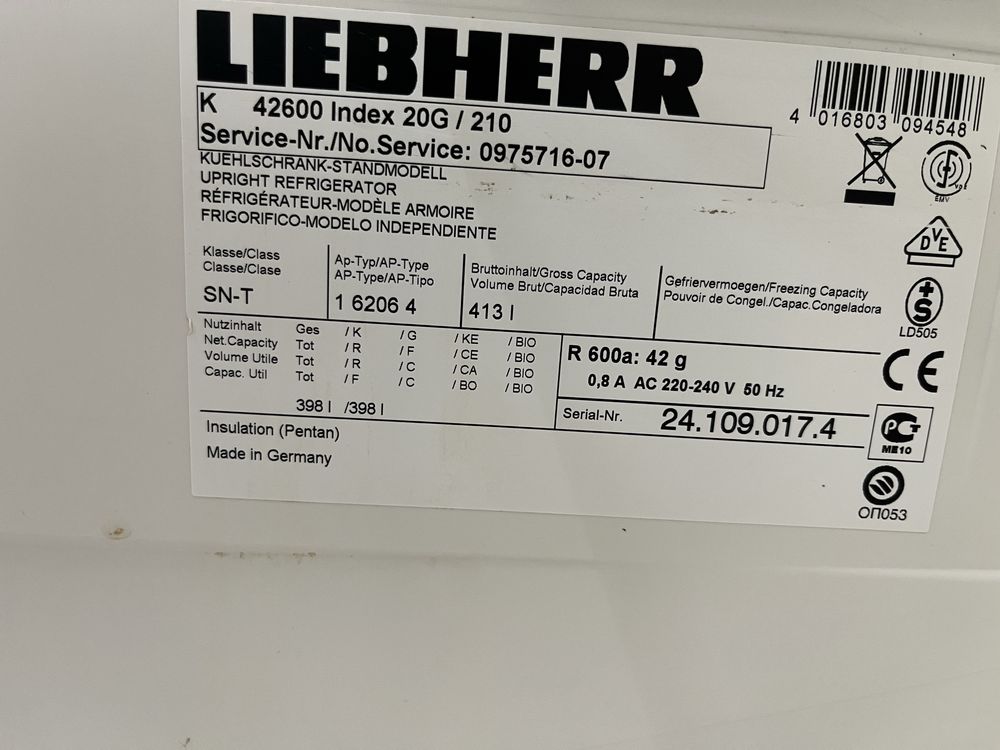 LIEBHERR
K 42600 Index 20G / 210
Service-Nr./No.Service: 0975716-07
4 016803 094548
KUEHLSCHRANK-STANDMODELL
UPRIGHT REFRIGERATOR
RÉFRIGÉRATEUR-MODÈLE ARMOIRE
FRIGORIFICO-MODELO INDEPENDIENTE
EMV
VDE
DVE
Klasse/Class
Classe/Clase
SN-T
Ap-Typ/AP-Type
AP-Type/AP-Tipo
1 6206 4
Bruttoinhalt/Gross Capacity
Volume Brut/Capacidad Bruta
413 l
Gefriervermoegen/Freezing Capacity
Pouvoir de Congel./Capac.Congeladora
+S
LD505
Nutzinhalt Ges / K / G / KE / BIO
Net.Capacity Tot / R / F / CE / BIO
Volume Utile Tot / R / C / CA / BIO
Capac. Util Tot / F / C / BO / BIO
398 l /398 l
R 600a: 42 g
0,8 A AC 220-240 V 50 Hz
CE
Serial-Nr. 24.109.017.4
РСТ
ME10
Insulation (Pentan)
Made in Germany
ОП053